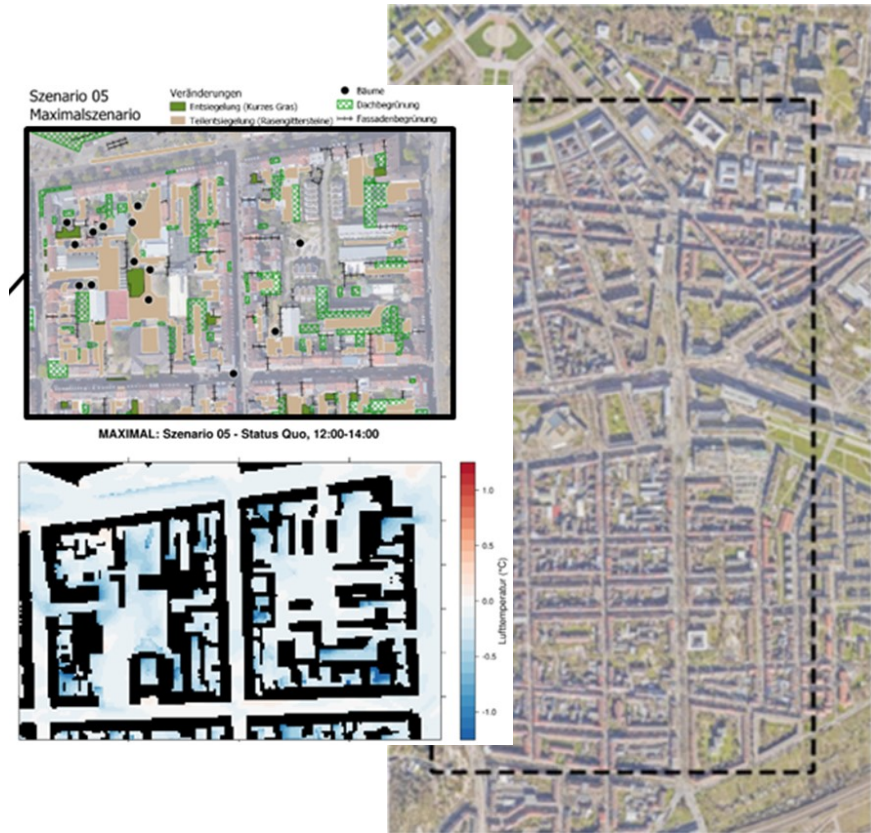 Szenario 05
Maximalszenario
Veränderungen
Entsiegelung (Kurzes Gras)
Teilentsiegelung (Rasengittersteine)
Bäume
Dachbegrünung
Fassadenbegrünung
MAXIMAL: Szenario 05 - Status Quo, 12:00-14:00
1.0
0.5
0.0
-0.5
-1.0
Lufttemperatur (°C)